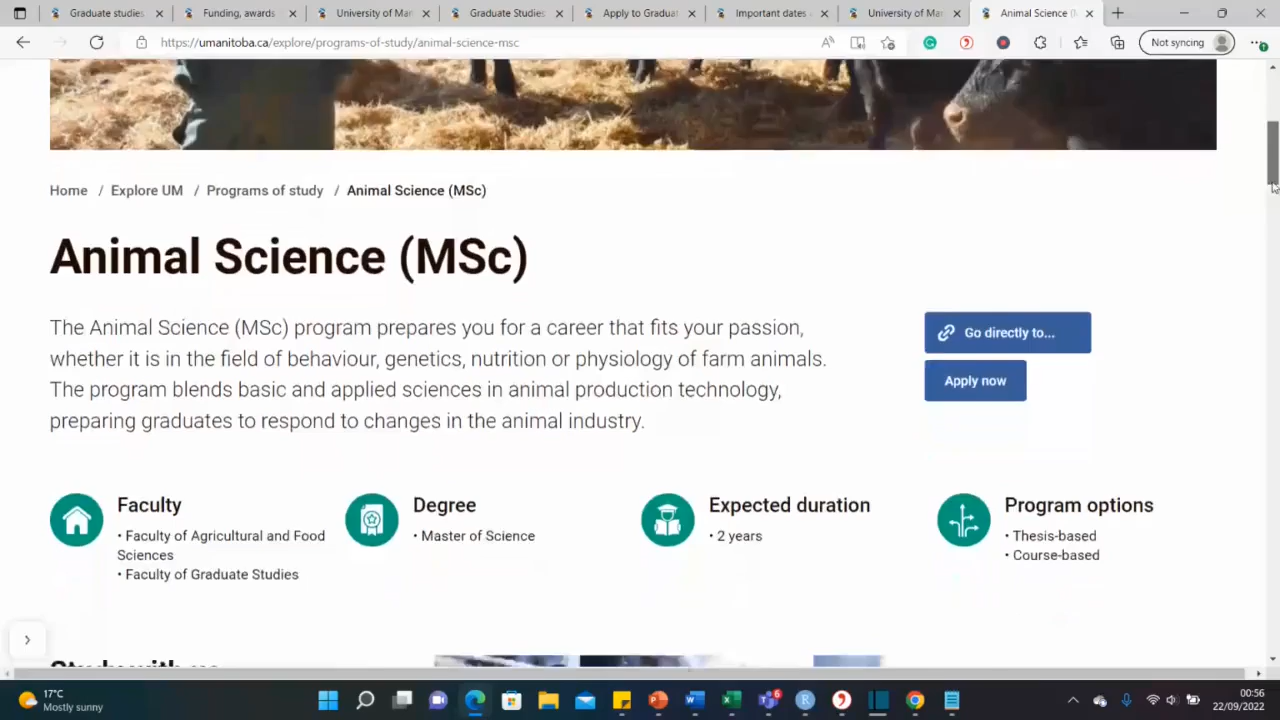 Graduate studies
Funding, awards
University of Man
Graduate Studies
Apply to Graduat
Important dates
University of Man
Animal Science (M
https://umanitoba.ca/explore/programs-of-study/animal-science-msc
Not syncing
Home / Explore UM / Programs of study / Animal Science (MSc)
Animal Science (MSc)
The Animal Science (MSc) program prepares you for a career that fits your passion,
whether it is in the field of behaviour, genetics, nutrition or physiology of farm animals.
The program blends basic and applied sciences in animal production technology,
preparing graduates to respond to changes in the animal industry.
Go directly to...
Apply now
Faculty
• Faculty of Agricultural and Food
Sciences
• Faculty of Graduate Studies
Degree
• Master of Science
Expected duration
• 2 years
Program options
• Thesis-based
• Course-based
Study with us
17°C
Mostly sunny
6
00:56
22/09/2022